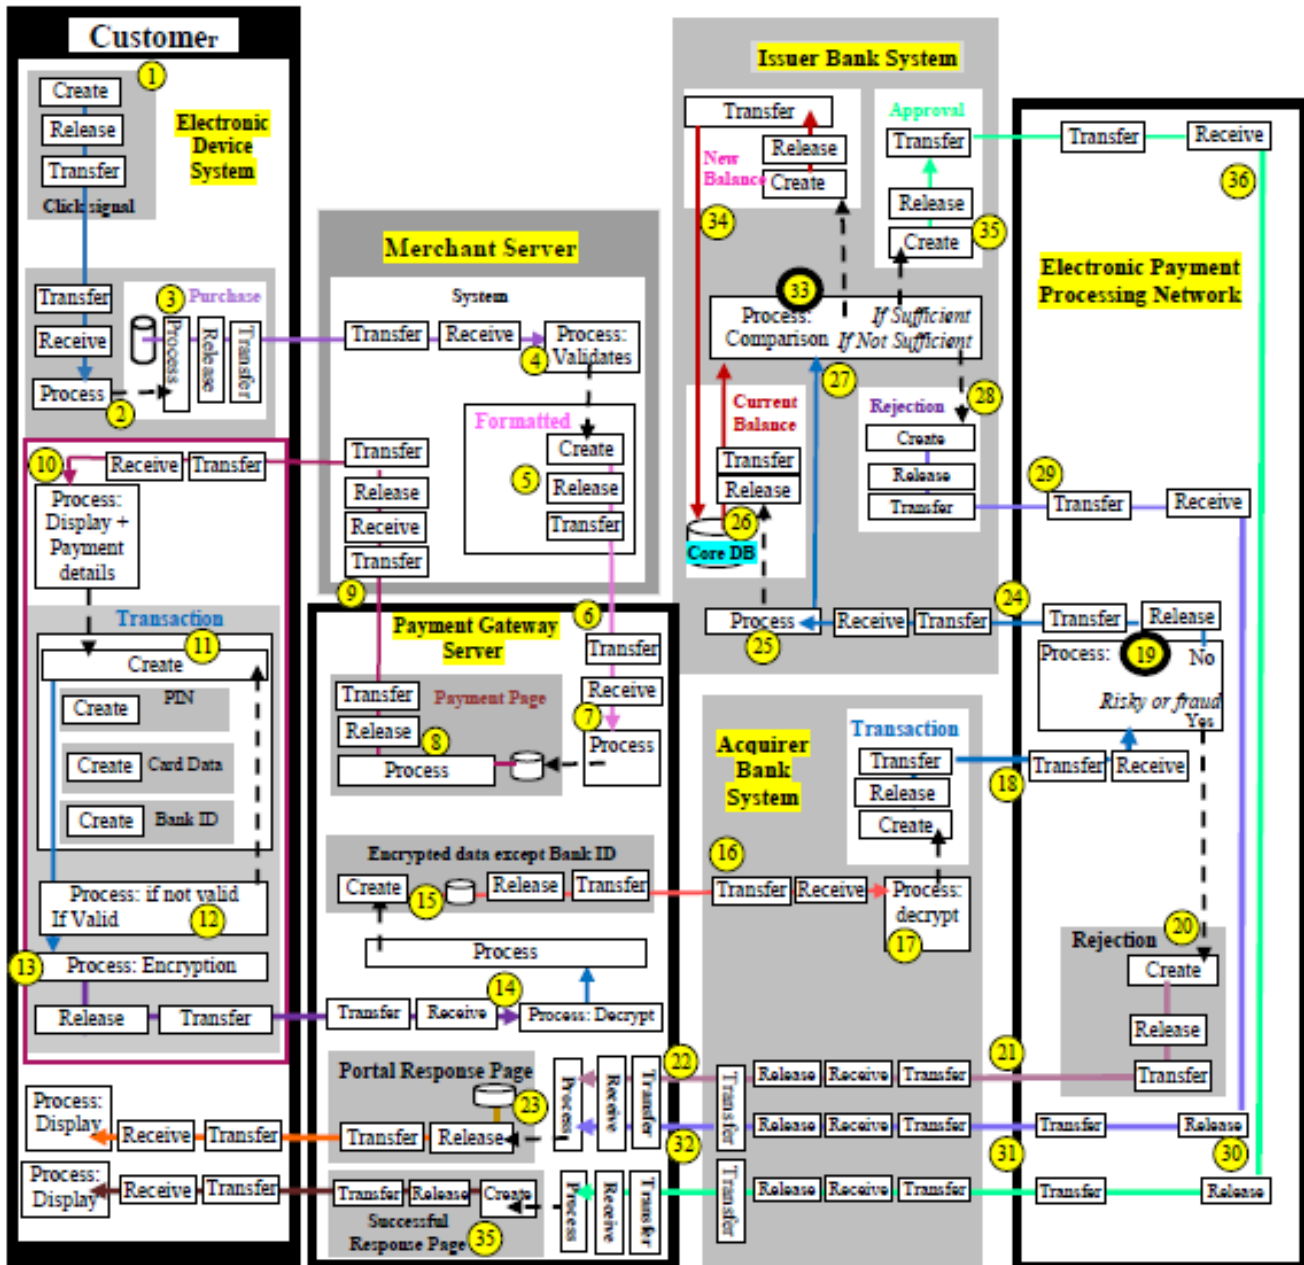 Customer
1
Create
Release
Transfer
Click signal
Electronic
Device
System
Transfer
Receive
Process
2
3
Purchase
Process
Release
Transfer
10
Receive
Transfer
Process:
Display +
Payment
details
Transaction
11
Create
Create
PIN
Create
Card Data
Create
Bank ID
Process: if not valid
If Valid
12
13
Process: Encryption
Release
Transfer
Process:
Display
Receive
Transfer
Process:
Display
Receive
Transfer
Merchant Server
System
Transfer
Receive
Process:
Validates
4
Formatted
Create
5
Release
Transfer
Transfer
Release
Receive
Transfer
9
6
Payment Gateway
Server
Transfer
Receive
7
Process
Transfer
Payment Page
Release
8
Process
Encrypted data except Bank ID
Create
15
Release
Transfer
Process
14
Transfer
Receive
Process: Decrypt
Portal Response Page
23
Transfer
Release
Process
Receive
Transfer
22
32
Transfer
Release
Create
Successful
Response Page
35
Process
Receive
Transfer
Issuer Bank System
Transfer
Release
New
Balance
Create
34
Approval
Transfer
Release
Create
35
33
Process:
Comparison
If Sufficient
If Not Sufficient
27
Current
Balance
Transfer
Release
26
Core DB
Rejection
28
Create
Release
Transfer
Process
25
Receive
Transfer
24
Acquirer
Bank
System
Transaction
Transfer
Release
Create
18
16
Transfer
Receive
Process:
decrypt
17
Transfer
Release
Receive
Transfer
21
Release
Receive
Transfer
31
Transfer
Release
Receive
Transfer
Transfer
Receive
36
Electronic Payment
Processing Network
29
Transfer
Receive
Transfer
Release
Process:
19
No
Risky or fraud
Yes
Transfer
Receive
Rejection
20
Create
Release
Transfer
Transfer
Release
30
Transfer
Release